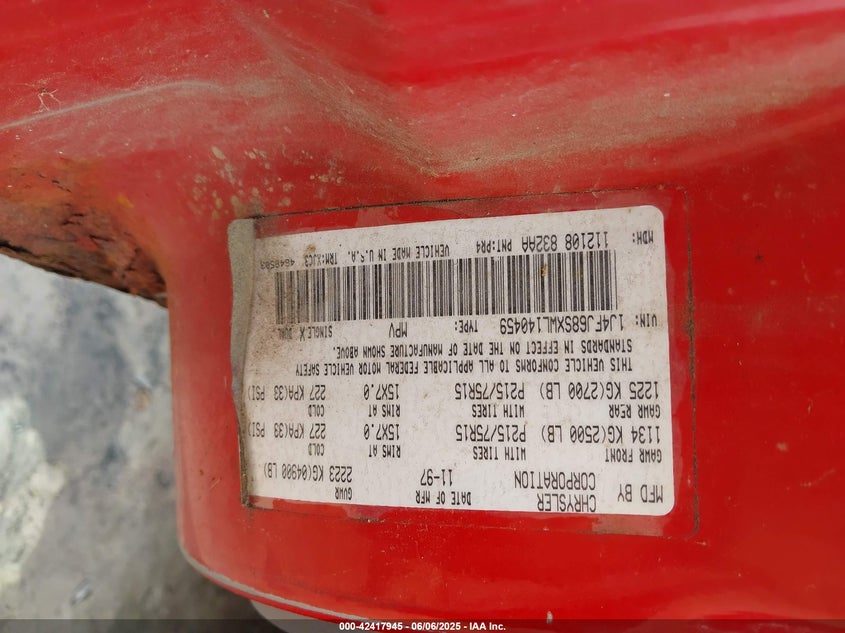 MFD BY CHRYSLER CORPORATION DATE OF MFR 11-97 GVWR 2223 KG(04900 LB)
GAWR FRONT WITH TIRES RIMS AT COLD
1134 KG(2500 LB) P215/75R15 15X7.0 227 KPA(33 PSI)
GAWR REAR WITH TIRES RIMS AT COLD
1225 KG(2700 LB) P215/75R15 15X7.0 227 KPA(33 PSI)
THIS VEHICLE CONFORMS TO ALL APPLICABLE FEDERAL MOTOR VEHICLE SAFETY
STANDARDS IN EFFECT ON THE DATE OF MANUFACTURE SHOWN ABOVE.
VIN: 1J4FJ68SXWL140459 TYPE: MPV SINGLE X DUAL
MDH: 112108 832AA PNT:PR4 VEHICLE MADE IN U.S.A. TRM:
000-42417945 - 06/06/2025 - IAA Inc.